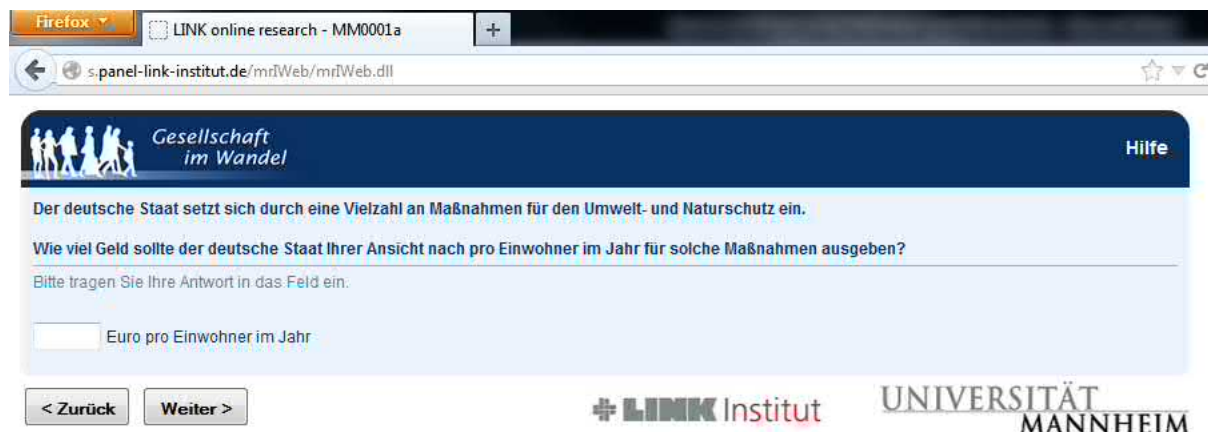 Firefox
LINK online research - MM0001a
s.panel-link-institut.de/mrIWeb/mrIWeb.dll
Gesellschaft
im Wandel
Hilfe
Der deutsche Staat setzt sich durch eine Vielzahl an Maßnahmen für den Umwelt- und Naturschutz ein.
Wie viel Geld sollte der deutsche Staat Ihrer Ansicht nach pro Einwohner im Jahr für solche Maßnahmen ausgeben?
Bitte tragen Sie Ihre Antwort in das Feld ein.
Euro pro Einwohner im Jahr
< Zurück Weiter >
LINK Institut
UNIVERSITÄT
MANNHEIM